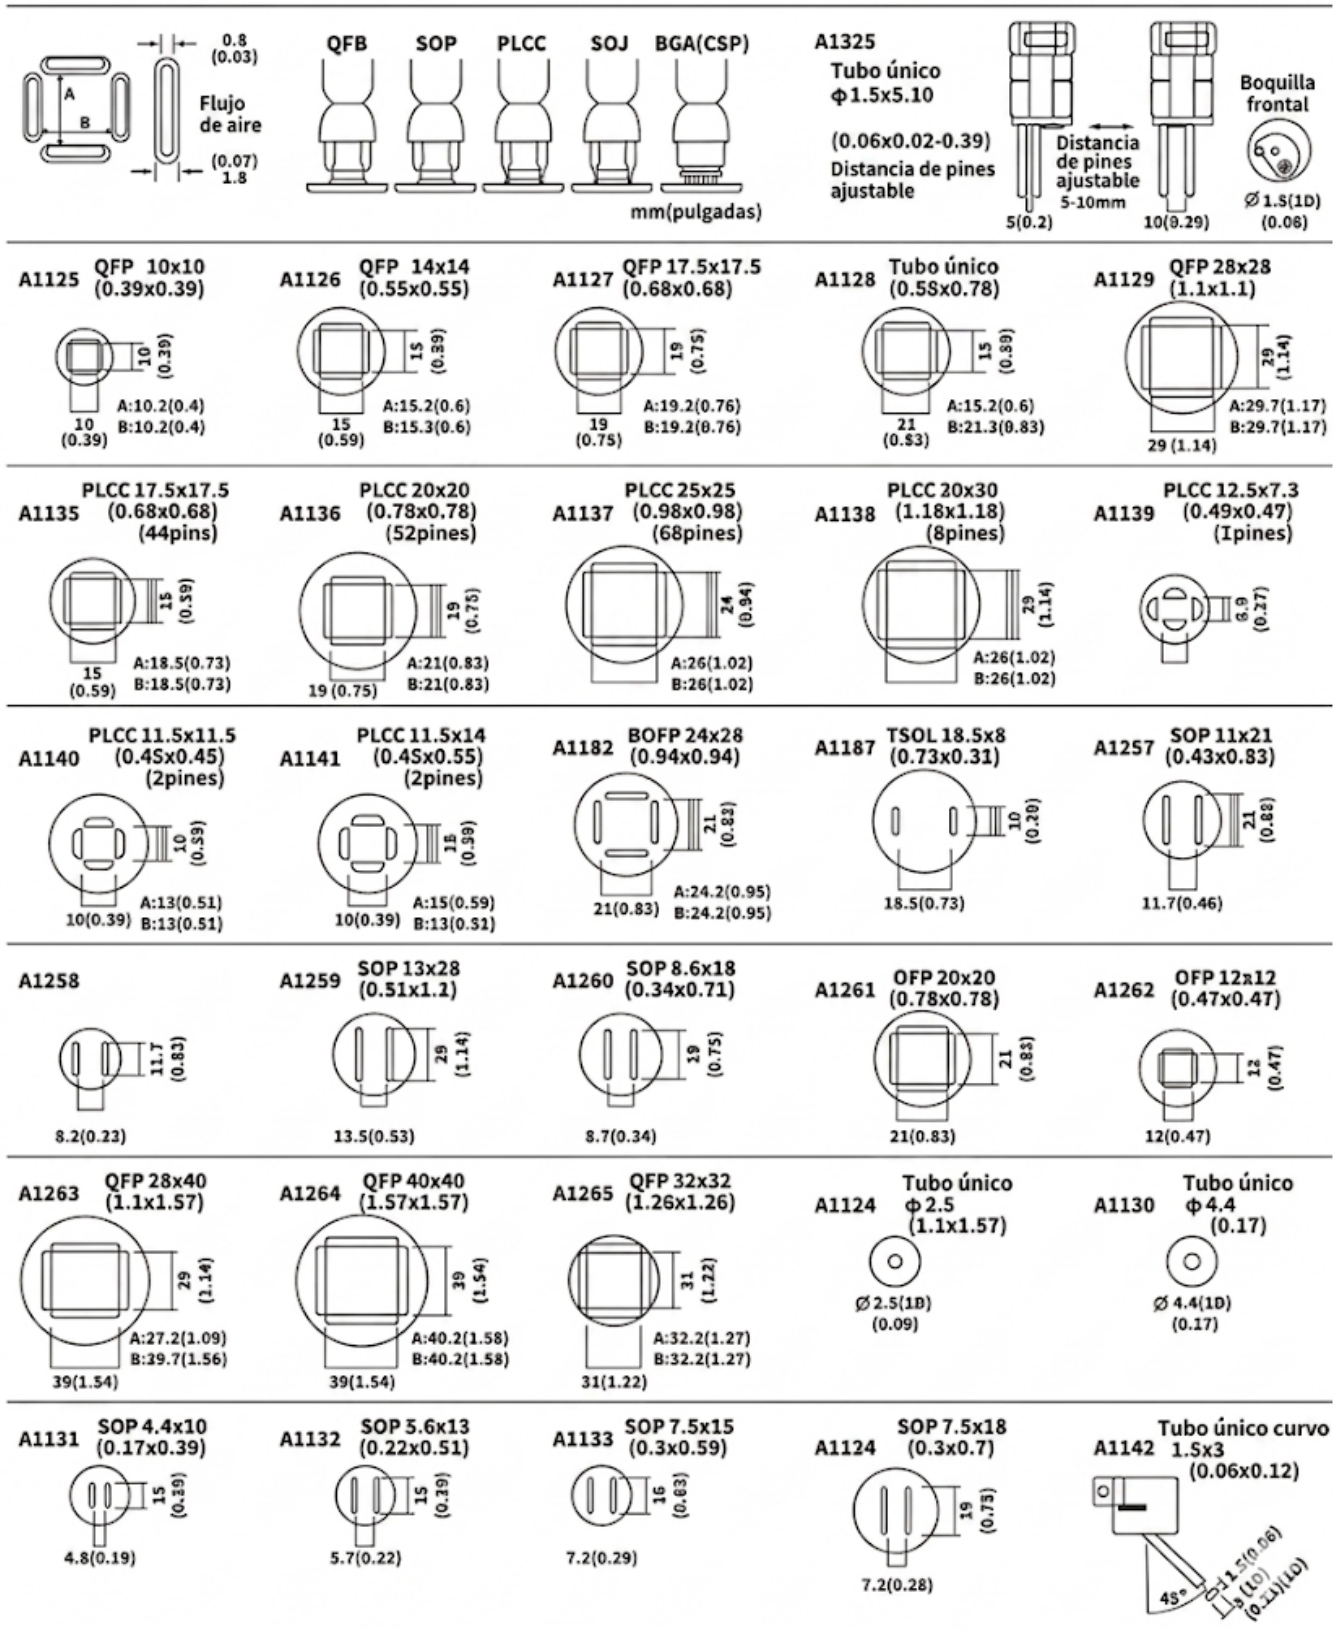 0.8
(0.03)
A
B
Flujo
de aire
(0.07)
1.8
QFB SOP PLCC SOJ BGA(CSP)
mm(pulgadas)
A1325
Tubo único
Φ1.5x5.10
(0.06x0.02-0.39)
Distancia de pines
ajustable
Distancia
de pines
ajustable
5-10mm
5(0.2)
10(0.29)
Boquilla
frontal
Ø 1.5(1D)
(0.06)
A1125 QFP 10x10
(0.39x0.39)
10
(0.39)
10
(0.39)
A:10.2(0.4)
B:10.2(0.4)
A1126 QFP 14x14
(0.55x0.55)
15
(0.39)
15
(0.59)
A:15.2(0.6)
B:15.3(0.6)
A1127 QFP 17.5x17.5
(0.68x0.68)
19
(0.75)
19
(0.75)
A:19.2(0.76)
B:19.2(0.76)
A1128 Tubo único
(0.5Sx0.78)
15
(0.89)
21
(0.83)
A:15.2(0.6)
B:21.3(0.83)
A1129 QFP 28x28
(1.1x1.1)
29
(1.14)
29 (1.14)
A:29.7(1.17)
B:29.7(1.17)
A1135 PLCC 17.5x17.5
(0.68x0.68)
(44pins)
15
(0.59)
15
(0.59)
A:18.5(0.73)
B:18.5(0.73)
A1136 PLCC 20x20
(0.78x0.78)
(52pines)
19
(0.75)
19 (0.75)
A:21(0.83)
B:21(0.83)
A1137 PLCC 25x25
(0.98x0.98)
(68pines)
24
(0.94)
A:26(1.02)
B:26(1.02)
A1138 PLCC 20x30
(1.18x1.18)
(8pines)
29
(1.14)
A:26(1.02)
B:26(1.02)
A1139 PLCC 12.5x7.3
(0.49x0.47)
(Ipines)
(0.27)
A1140 PLCC 11.5x11.5
(0.4Sx0.45)
(2pines)
10
(0.39)
10(0.39)
A:13(0.51)
B:13(0.51)
A1141 PLCC 11.5x14
(0.4Sx0.55)
(2pines)
10(0.39)
A:15(0.59)
B:13(0.51)
A1182 BOFP 24x28
(0.94x0.94)
21
(0.83)
21(0.83)
A:24.2(0.95)
B:24.2(0.95)
A1187 TSOL 18.5x8
(0.73x0.31)
10
(0.29)
18.5(0.73)
A1257 SOP 11x21
(0.43x0.83)
21
(0.88)
11.7(0.46)
A1258
11.7
(0.83)
8.2(0.23)
A1259 SOP 13x28
(0.51x1.2)
29
(1.14)
13.5(0.53)
A1260 SOP 8.6x18
(0.34x0.71)
19
(0.75)
8.7(0.34)
A1261 OFP 20x20
(0.78x0.78)
21
(0.83)
21(0.83)
A1262 OFP 12x12
(0.47x0.47)
12
(0.47)
12(0.47)
A1263 QFP 28x40
(1.1x1.57)
29
(1.14)
39(1.54)
A:27.2(1.09)
B:39.7(1.56)
A1264 QFP 40x40
(1.57x1.57)
39
(1.54)
39(1.54)
A:40.2(1.58)
B:40.2(1.58)
A1265 QFP 32x32
(1.26x1.26)
31
(1.22)
31(1.22)
A:32.2(1.27)
B:32.2(1.27)
A1124 Tubo único
Φ2.5
(1.1x1.57)
Ø 2.5(1D)
(0.09)
A1130 Tubo único
Φ4.4
(0.17)
Ø 4.4(1D)
(0.17)
A1131 SOP 4.4x10
(0.17x0.39)
15
(0.39)
4.8(0.19)
A1132 SOP 5.6x13
(0.22x0.51)
15
(0.39)
5.7(0.22)
A1133 SOP 7.5x15
(0.3x0.59)
16
(0.63)
7.2(0.29)
A1124 SOP 7.5x18
(0.3x0.7)
19
(0.75)
7.2(0.28)
A1142 Tubo único curvo
1.5x3
(0.06x0.12)
45°
1.5(0.06)